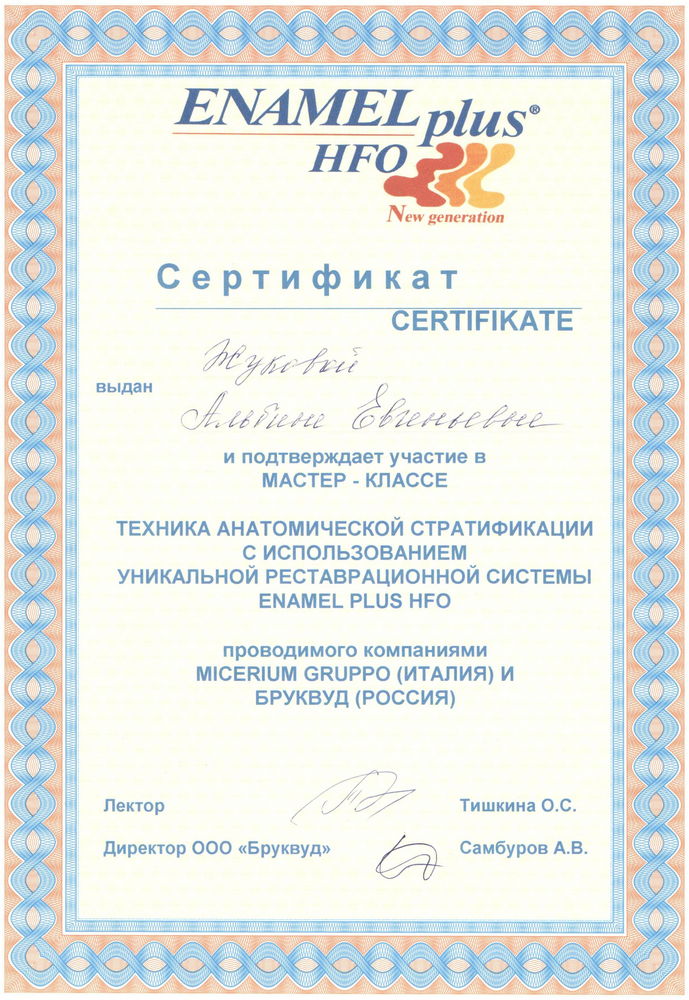 ENAMEL plus®
HFO
New generation
Сертификат
CERTIFIKATE
Жуковой
выдан
Альбине Евгеньевне
и подтверждает участие в
МАСТЕР - КЛАССЕ
ТЕХНИКА АНАТОМИЧЕСКОЙ СТРАТИФИКАЦИИ
С ИСПОЛЬЗОВАНИЕМ
УНИКАЛЬНОЙ РЕСТАВРАЦИОННОЙ СИСТЕМЫ
ENAMEL PLUS HFO
проводимого компаниями
MICERIUM GRUPPO (ИТАЛИЯ) И
БРУКВУД (РОССИЯ)
Лектор Тишкина О.С.
Директор ООО «Бруквуд» Самбуров А.В.